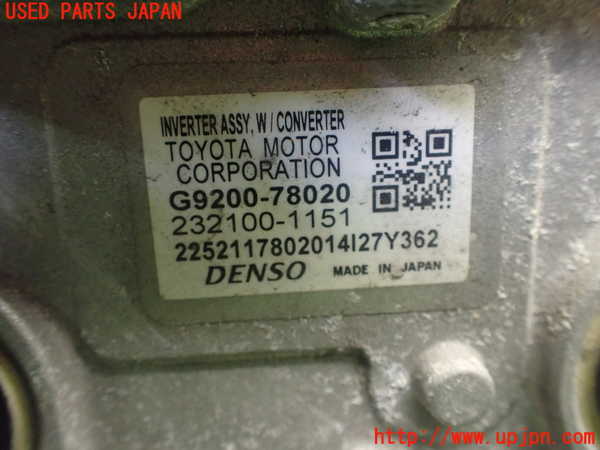 USED PARTS JAPAN
INVERTER ASSY, W/CONVERTER
TOYOTA MOTOR
CORPORATION
G9200-78020
232100-1151
2252117802014I27Y362
DENSO MADE IN JAPAN
http://www.upjpn.com/